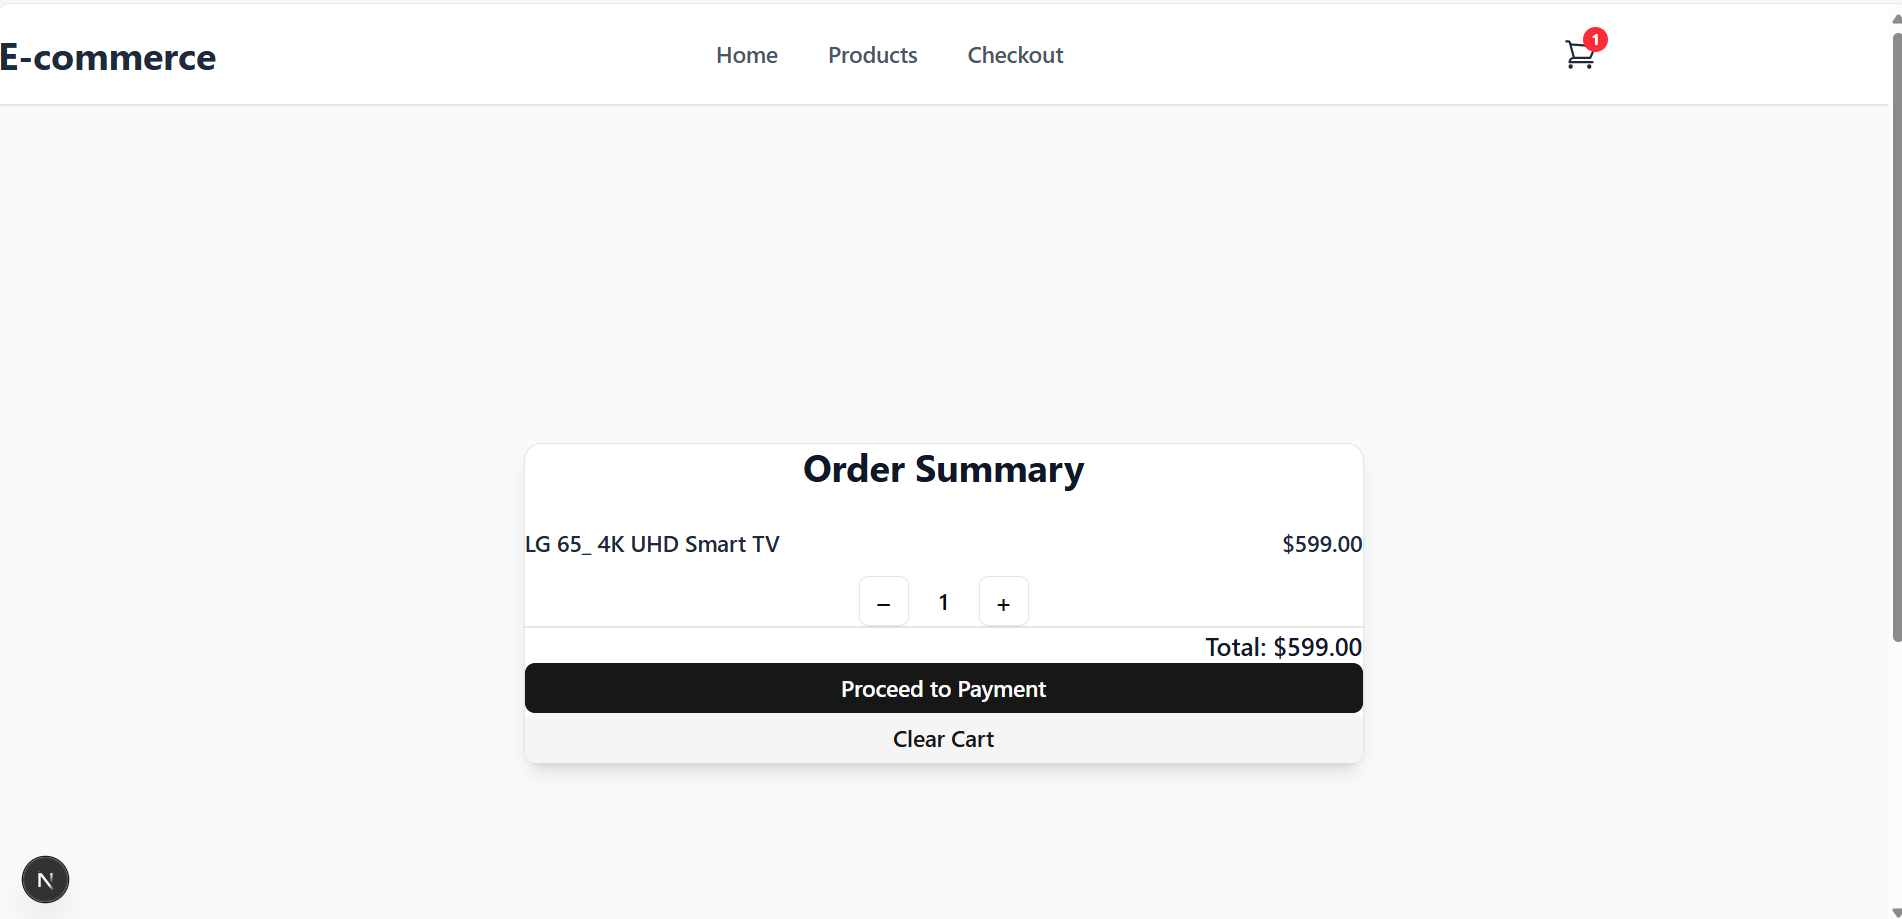 E-commerce
Home Products Checkout
1
Order Summary
LG 65_ 4K UHD Smart TV $599.00
– 1 +
Total: $599.00
Proceed to Payment
Clear Cart
N